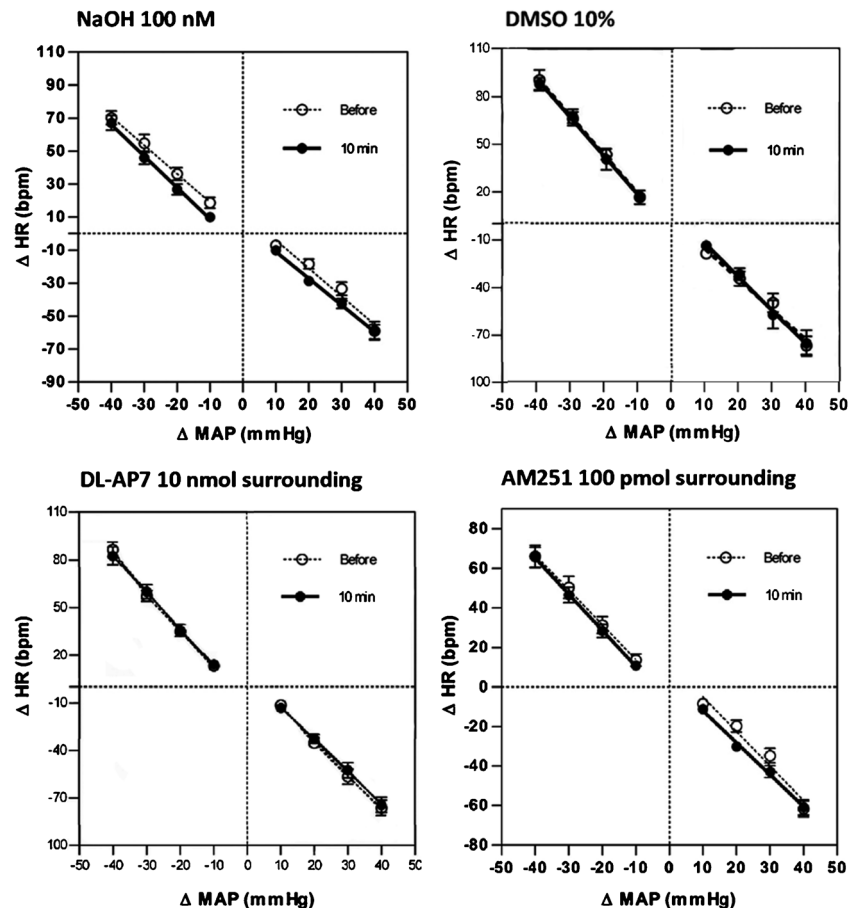 NaOH 100 nM
110
90
70
50
30
10
-10
-30
-50
-70
-90
Δ HR (bpm)
Before
10 min
-50 -40 -30 -20 -10 0 10 20 30 40 50
Δ MAP (mmHg)
DMSO 10%
110
80
50
20
-10
-40
-70
100
Δ HR (bpm)
Before
10 min
-50 -40 -30 -20 -10 0 10 20 30 40 50
Δ MAP (mmHg)
DL-AP7 10 nmol surrounding
110
80
50
20
-10
-40
-70
100
Δ HR (bpm)
Before
10 min
-50 -40 -30 -20 -10 0 10 20 30 40 5C
Δ MAP (mmHg)
AM251 100 pmol surrounding
80
60
40
20
0
-20
-40
-60
-80
Δ HR (bpm)
Before
10 min
-50 -40 -30 -20 -10 0 10 20 30 40 50
Δ MAP (mmHg)